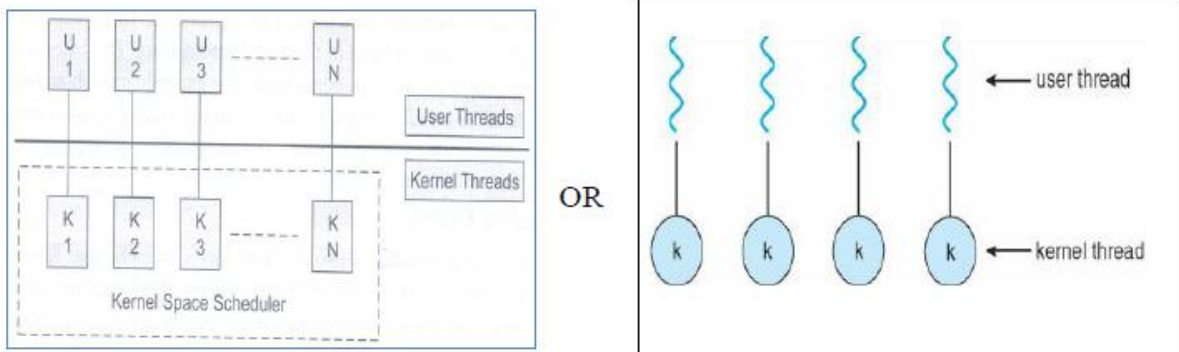 U 1
U 2
U 3
U N
User Threads
Kernel Threads
K 1
K 2
K 3
K N
Kernel Space Scheduler
OR
user thread
k k k k
kernel thread